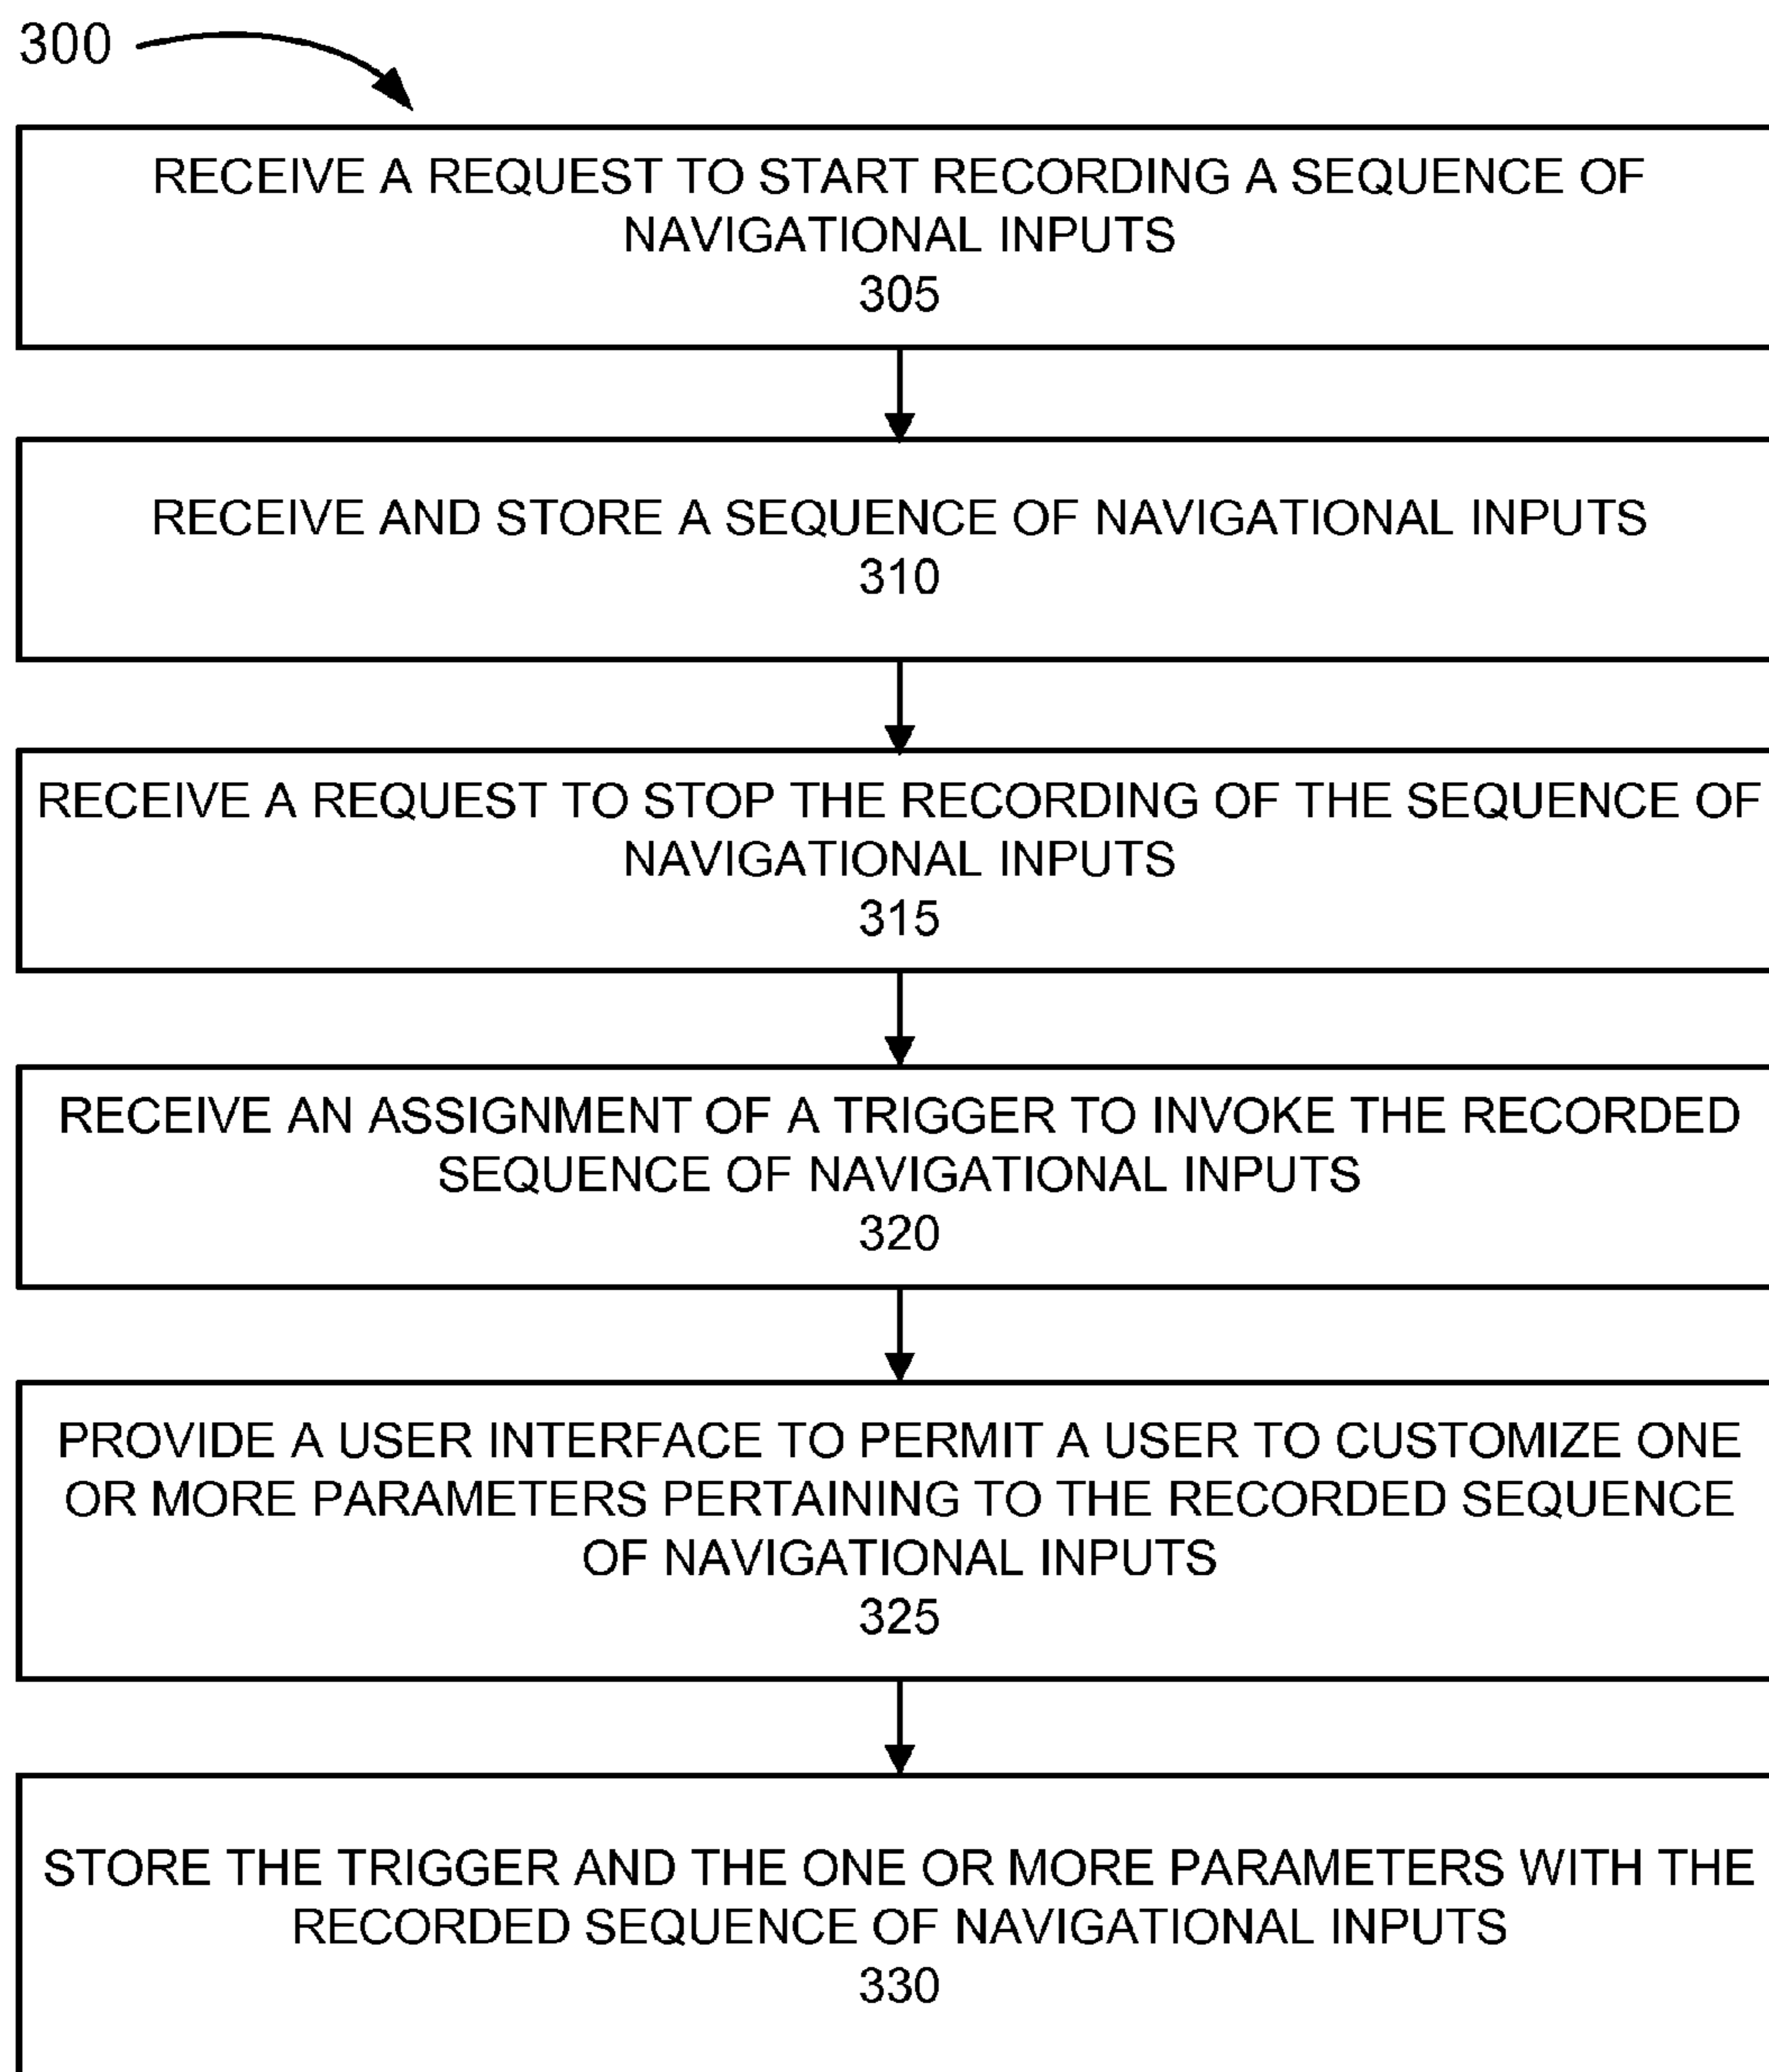 300
RECEIVE A REQUEST TO START RECORDING A SEQUENCE OF
NAVIGATIONAL INPUTS
305
RECEIVE AND STORE A SEQUENCE OF NAVIGATIONAL INPUTS
310
RECEIVE A REQUEST TO STOP THE RECORDING OF THE SEQUENCE OF
NAVIGATIONAL INPUTS
315
RECEIVE AN ASSIGNMENT OF A TRIGGER TO INVOKE THE RECORDED
SEQUENCE OF NAVIGATIONAL INPUTS
320
PROVIDE A USER INTERFACE TO PERMIT A USER TO CUSTOMIZE ONE
OR MORE PARAMETERS PERTAINING TO THE RECORDED SEQUENCE
OF NAVIGATIONAL INPUTS
325
STORE THE TRIGGER AND THE ONE OR MORE PARAMETERS WITH THE
RECORDED SEQUENCE OF NAVIGATIONAL INPUTS
330